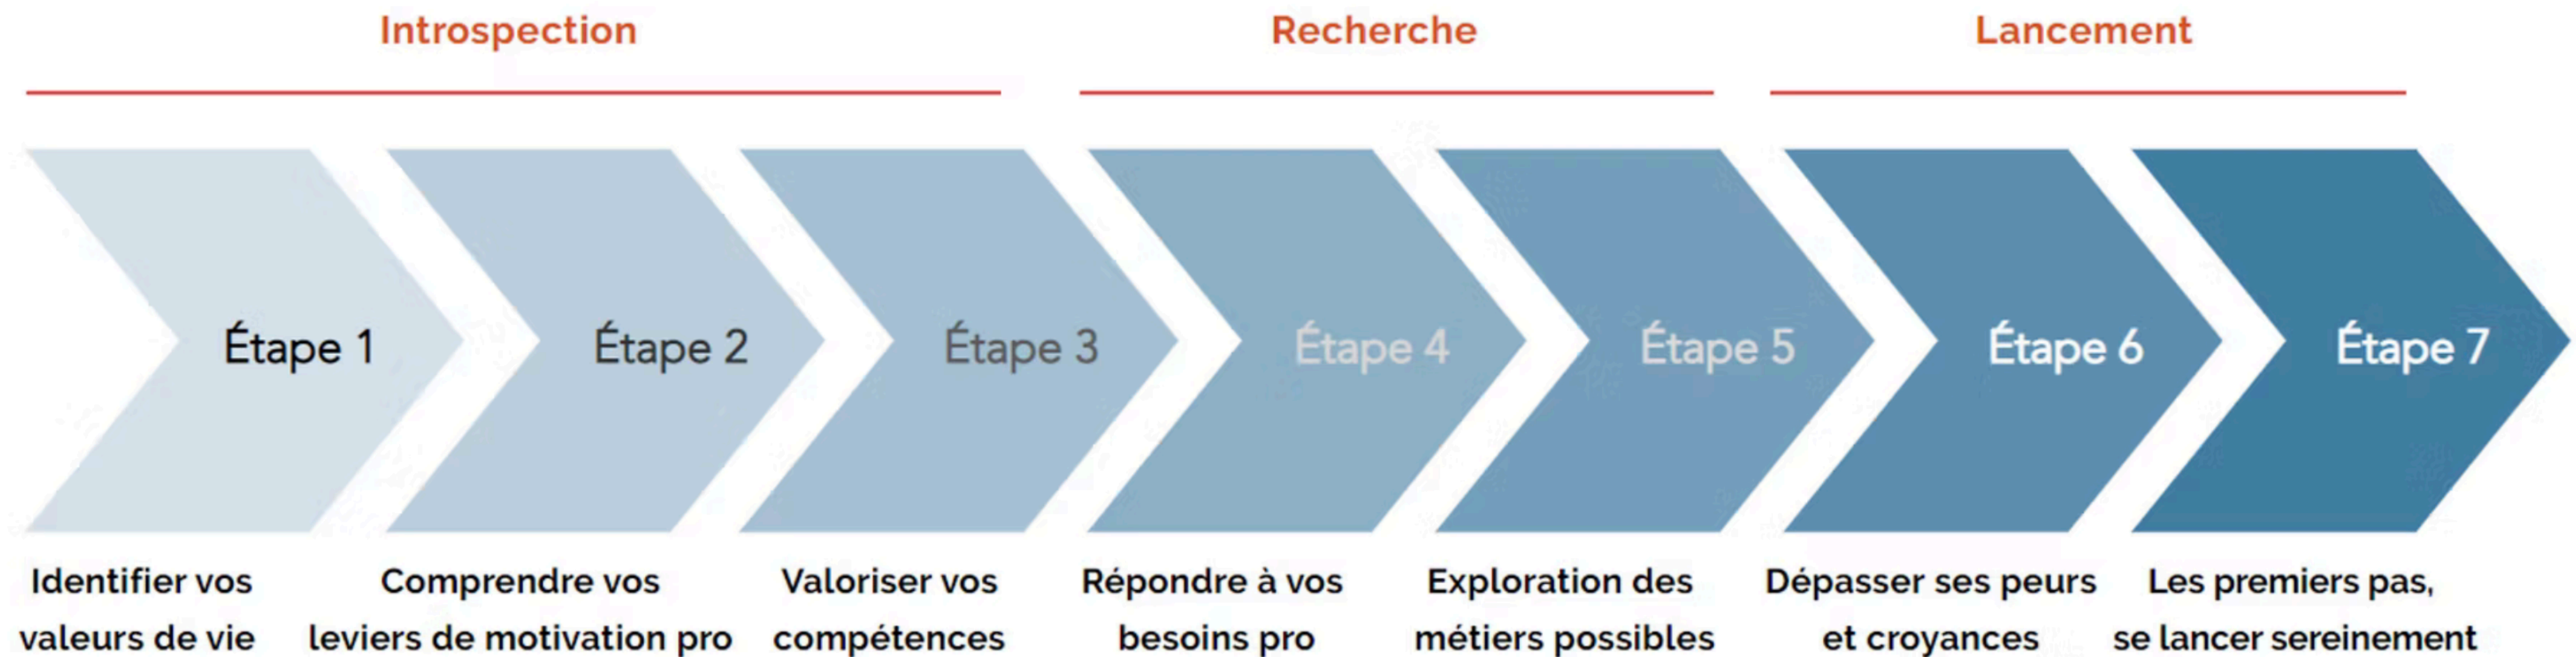 Introspection
Recherche
Lancement
Étape 1
Étape 2
Étape 3
Étape 4
Étape 5
Étape 6
Étape 7
Identifier vos
valeurs de vie
Comprendre vos
leviers de motivation pro
Valoriser vos
compétences
Répondre à vos
besoins pro
Exploration des
métiers possibles
Dépasser ses peurs
et croyances
Les premiers pas,
se lancer sereinement